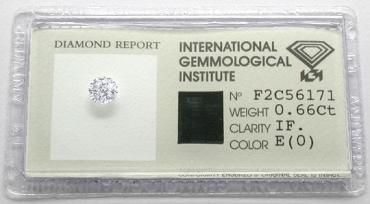 DIAMOND REPORT
INTERNATIONAL
GEMMOLOGICAL
INSTITUTE
Nº F2C56171
WEIGHT 0.66Ct
CLARITY IF.
COLOR E(0)